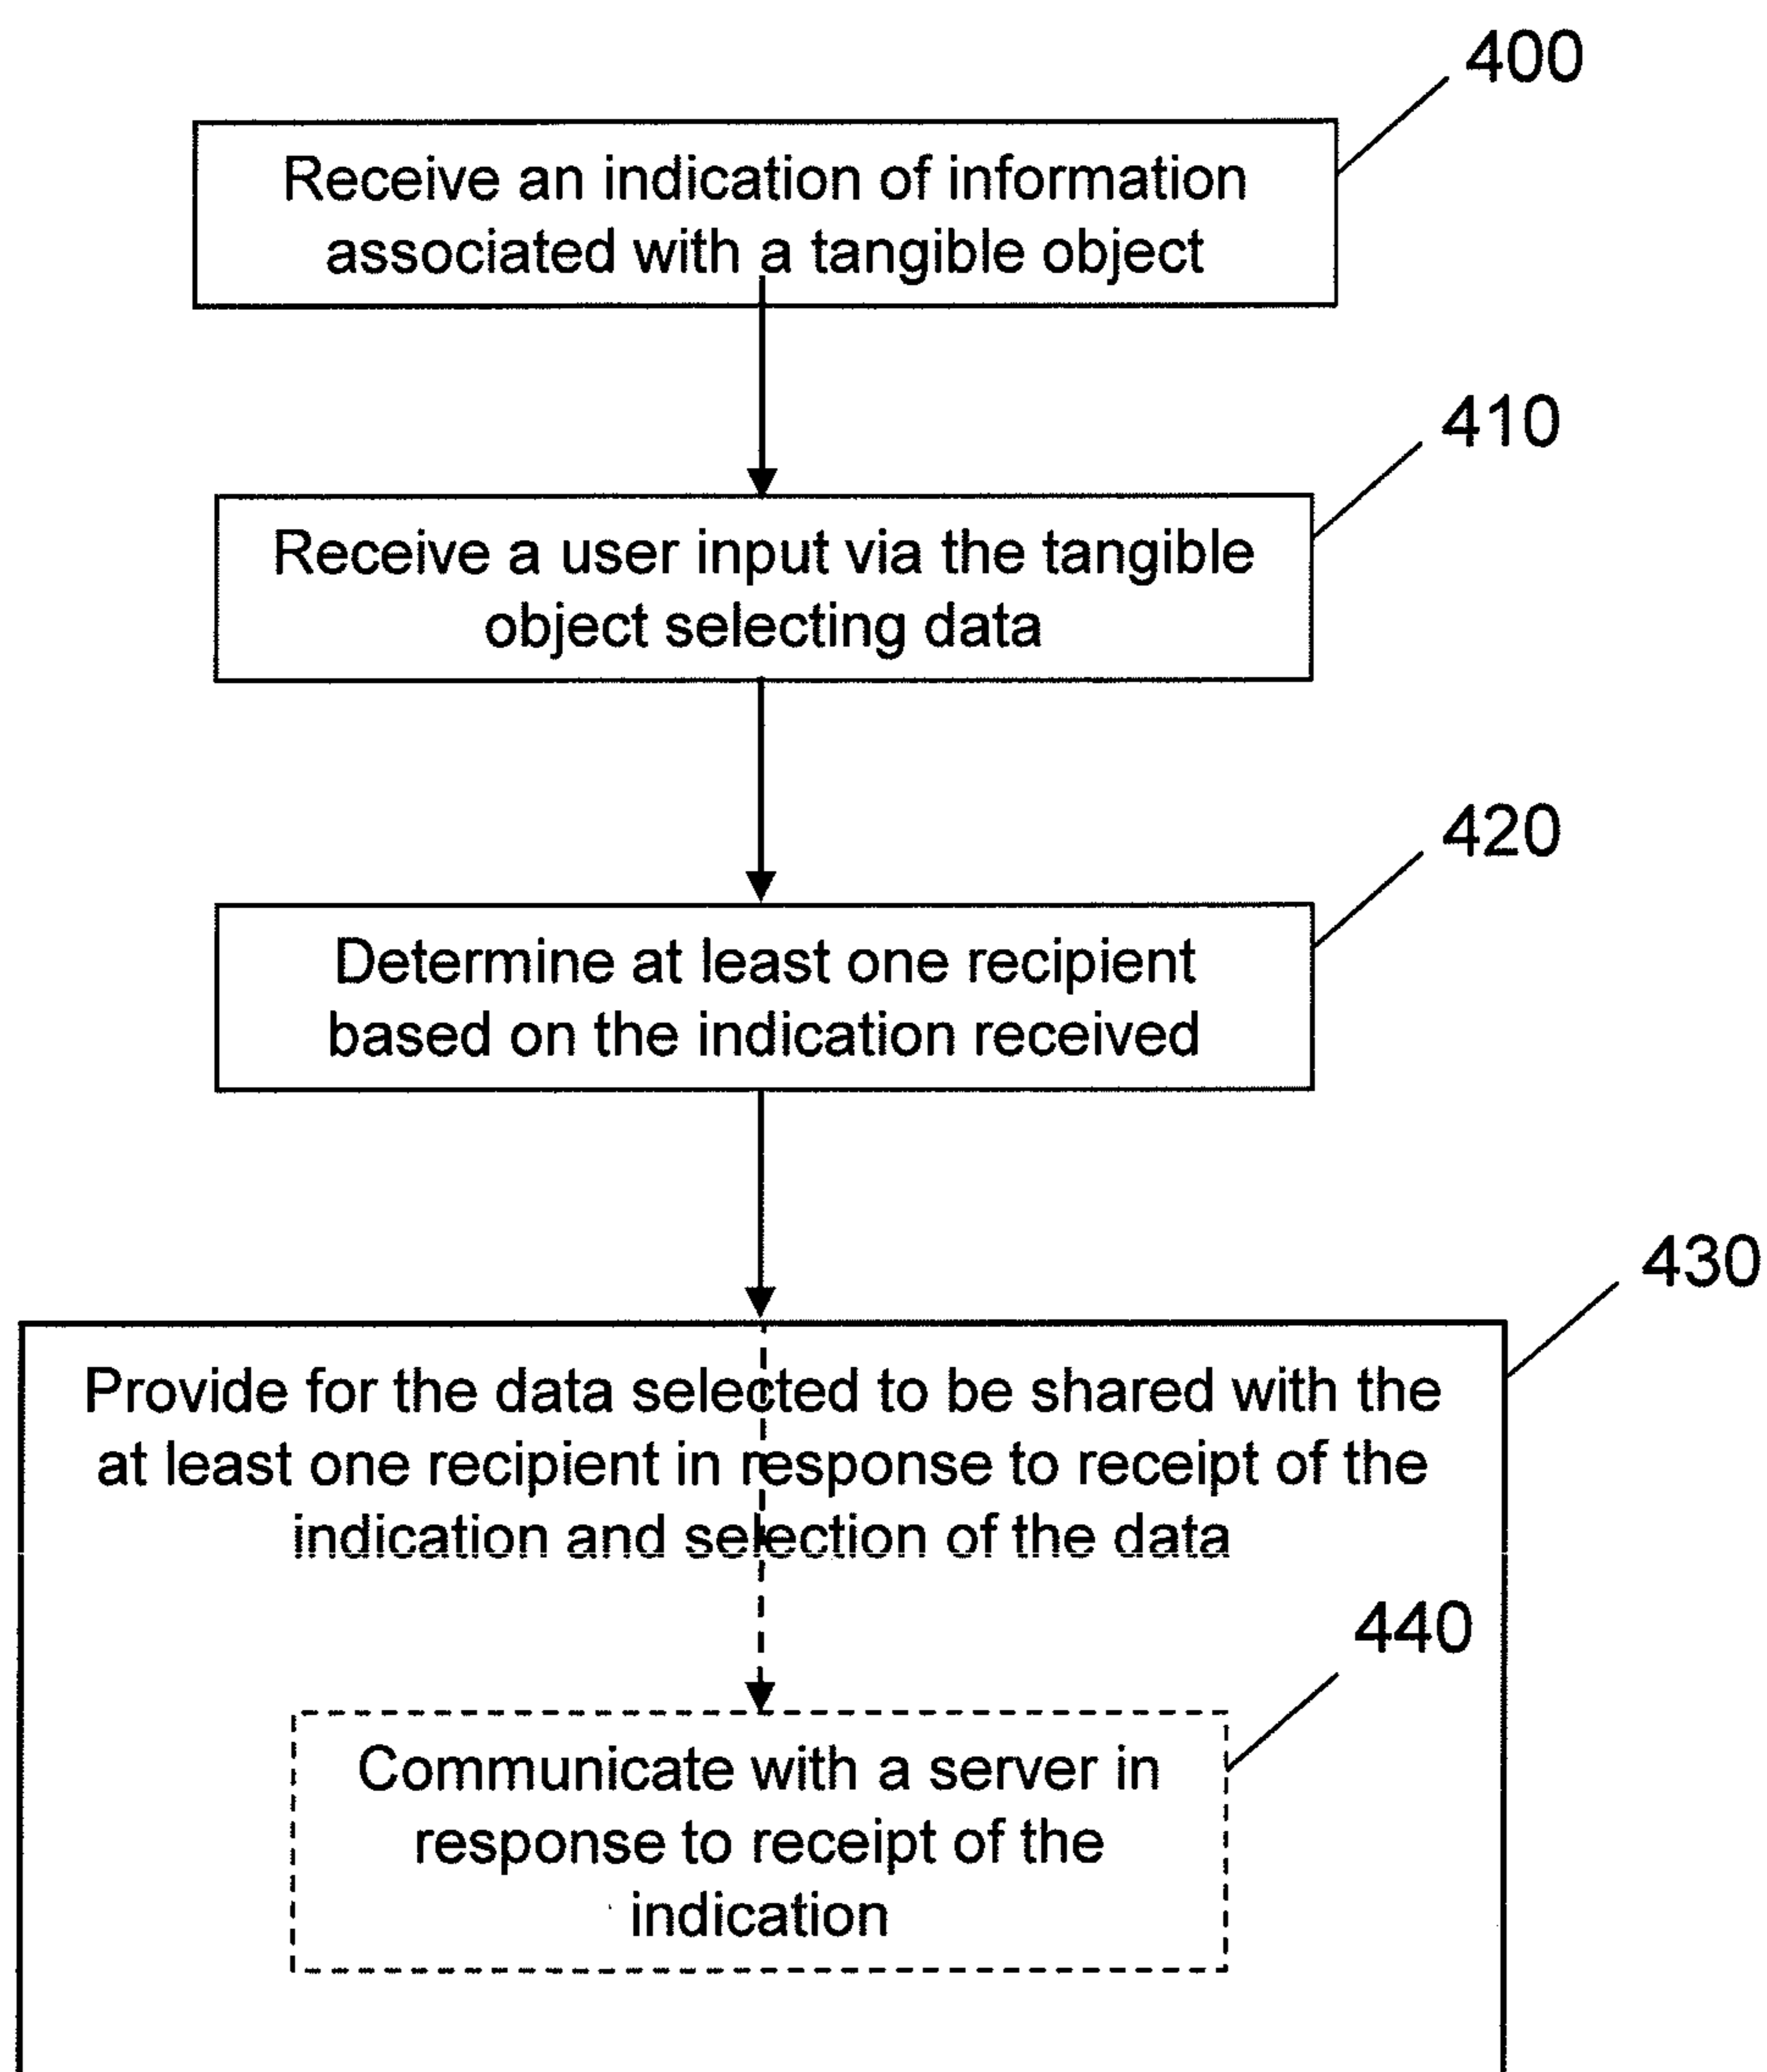 400
Receive an indication of information
associated with a tangible object
410
Receive a user input via the tangible
object selecting data
420
Determine at least one recipient
based on the indication received
430
Provide for the data selected to be shared with the
at least one recipient in response to receipt of the
indication and selection of the data
440
Communicate with a server in
response to receipt of the
indication